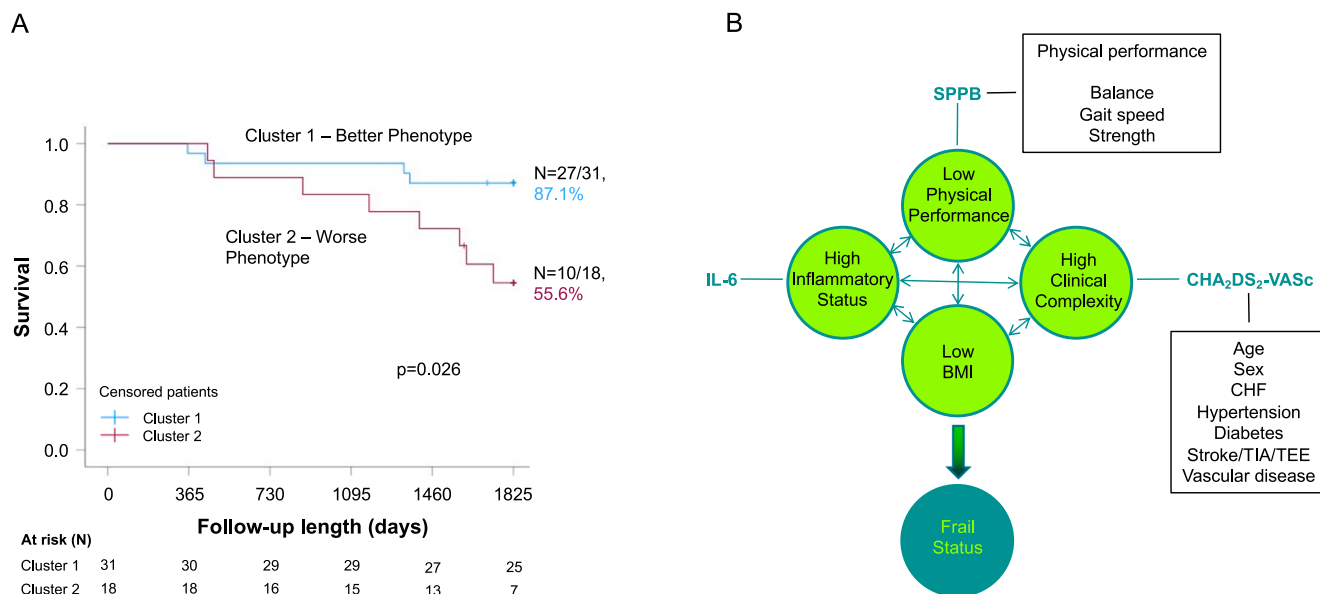 A
Cluster 1 – Better Phenotype
N=27/31,
87.1%
Cluster 2 – Worse
Phenotype
N=10/18,
55.6%
p=0.026
Survival
1.0
0.8
0.6
0.4
0.2
0.0
Censored patients
Cluster 1
Cluster 2
0 365 730 1095 1460 1825
Follow-up length (days)
At risk (N)
Cluster 1 31 30 29 29 27 25
Cluster 2 18 18 16 15 13 7
B
Physical performance
Balance
Gait speed
Strength
SPPB
Low
Physical
Performance
IL-6
High
Inflammatory
Status
High
Clinical
Complexity
CHA₂DS₂-VASc
Low
BMI
Age
Sex
CHF
Hypertension
Diabetes
Stroke/TIA/TEE
Vascular disease
Frail
Status